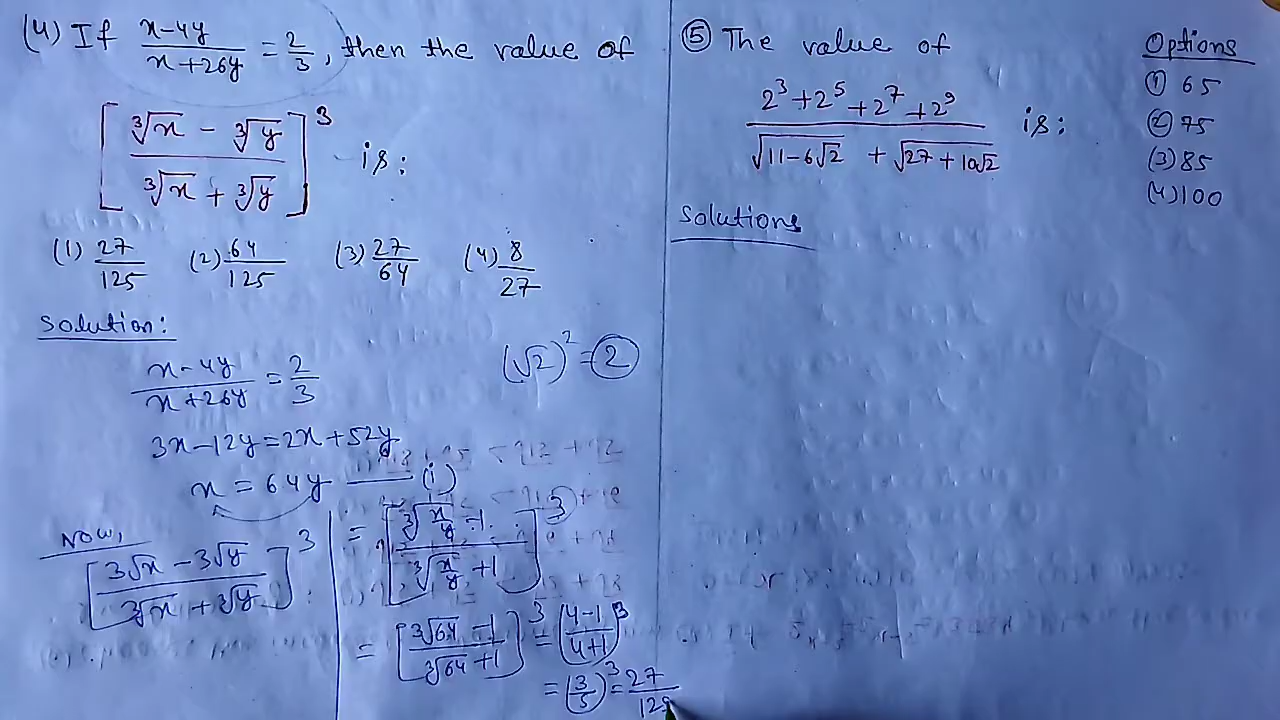 (4) If x-4y/x+26y = 2/3, then the value of
[∛x - ∛y / ∛x + ∛y]³ is:
(1) 27/125 (2) 64/125 (3) 27/64 (4) 8/27
Solution:
x-4y/x+26y = 2/3
(√2)² = 2
3x-12y=2x+52y
x = 64y — (i)
Now,
[3√x - 3√y / ∛x + ∛y]³
= [∛x/y - 1 / ∛x/y + 1]³
= [∛64 - 1 / ∛64 + 1]³ = (4-1/4+1)³
= (3/5)³ = 27/125
⑤ The value of
2³+2⁵+2⁷+2⁹ / √11-6√2 + √27+10√2 is:
Options
① 65
② 75
(3) 85
(4) 100
Solutions